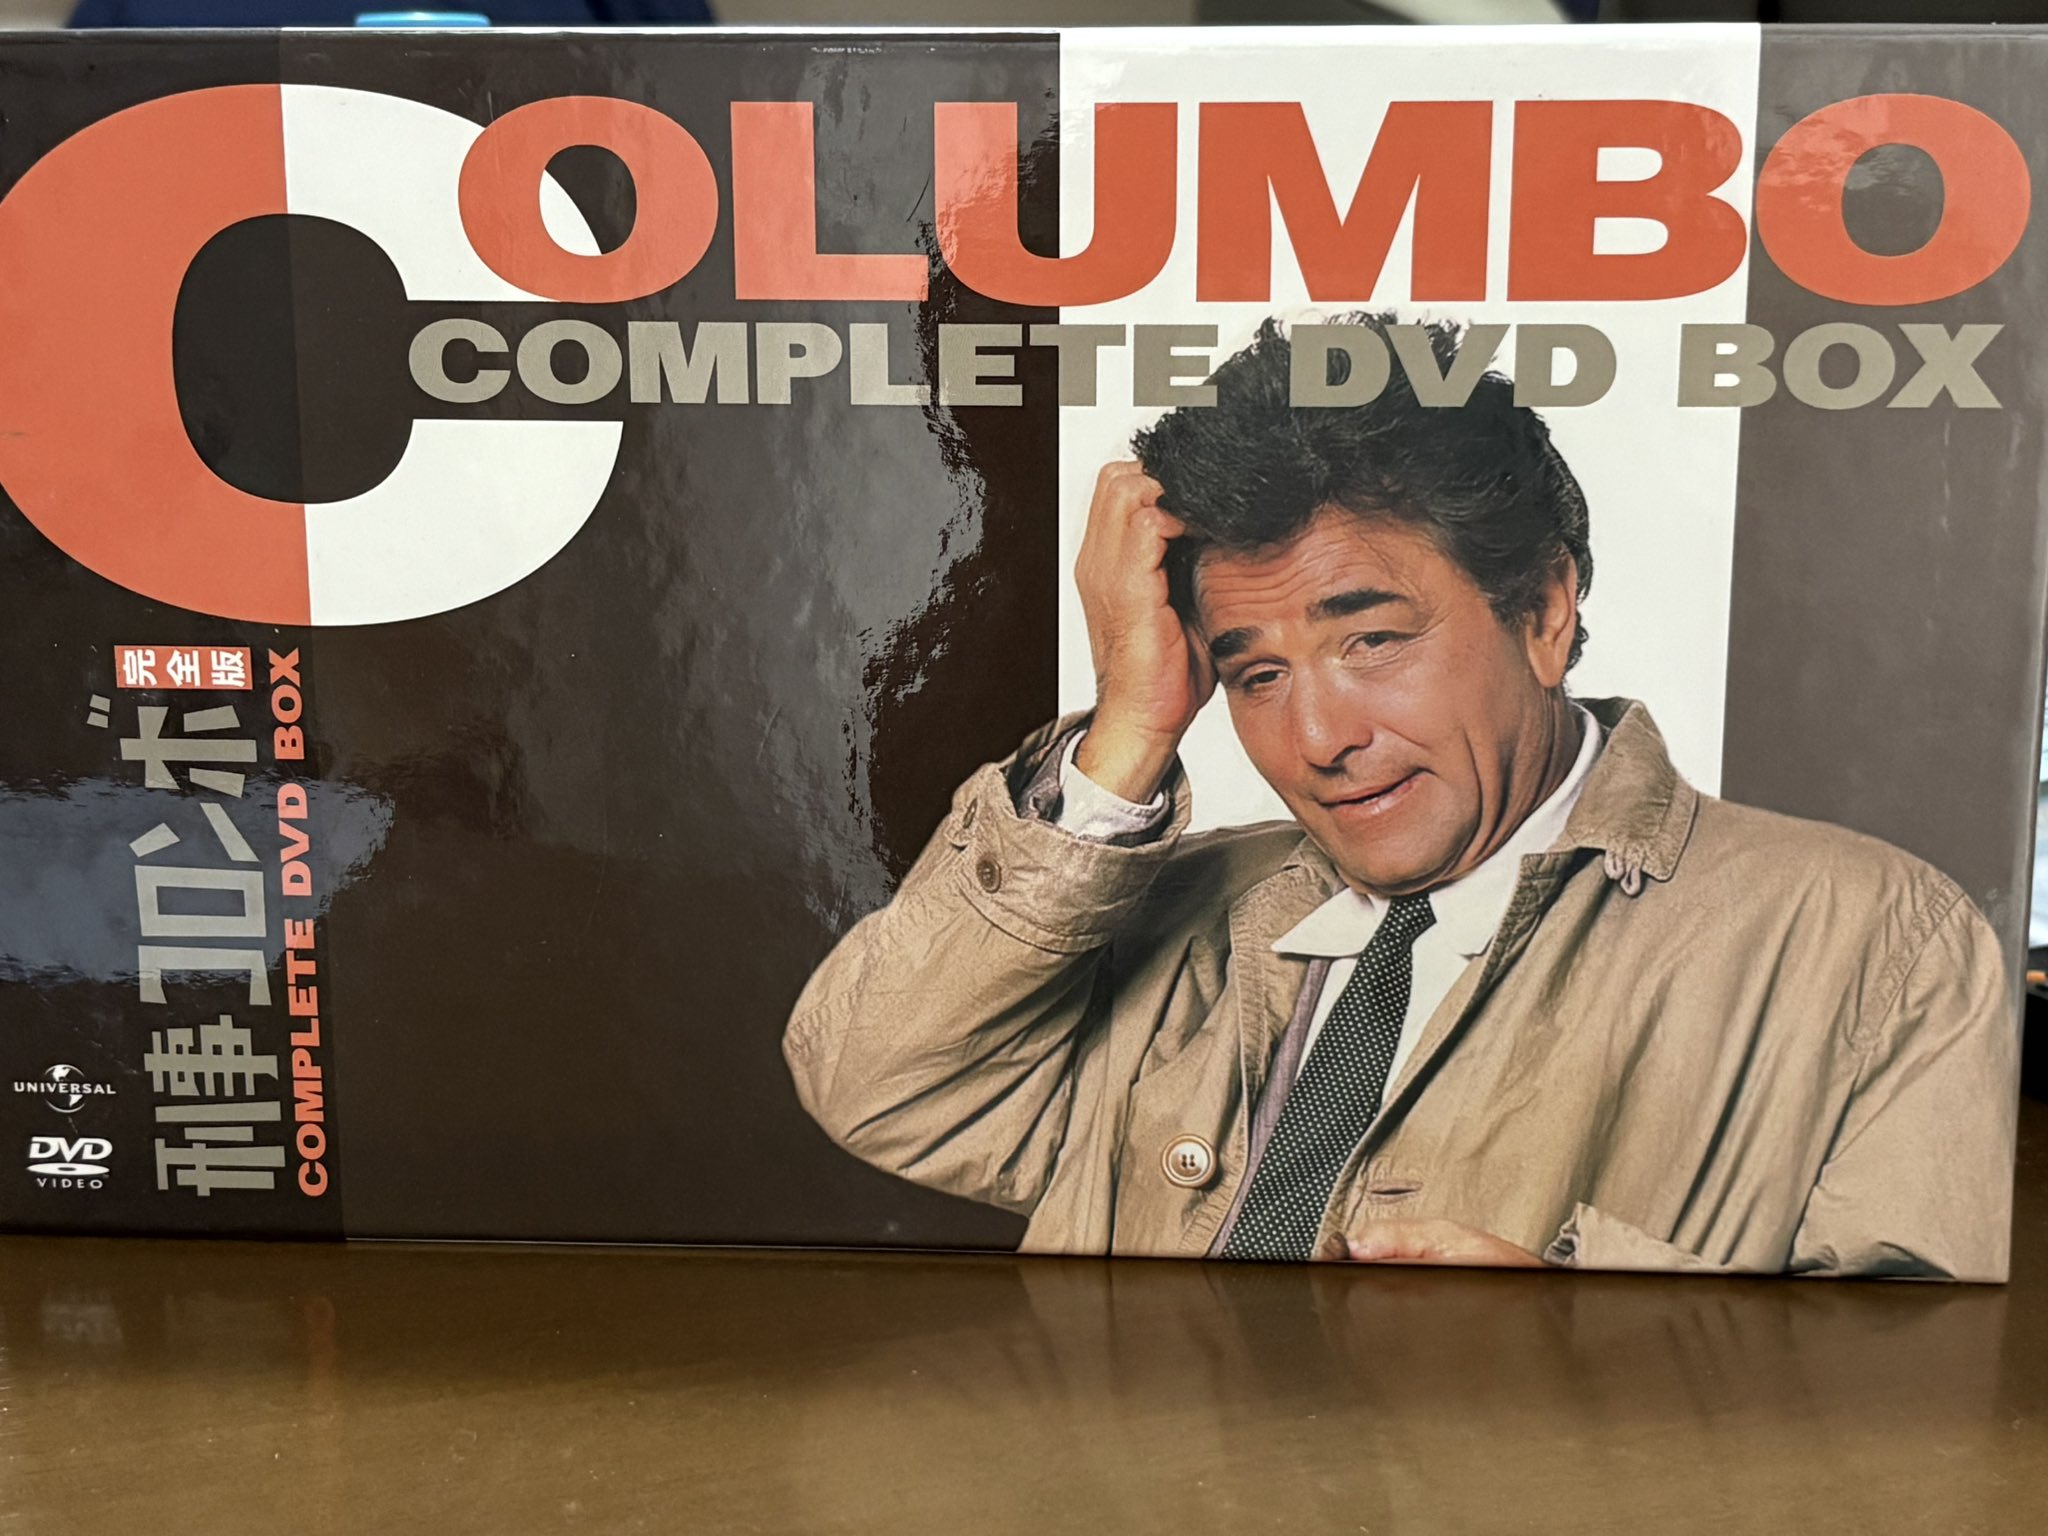 COLUMBO
COMPLETE DVD BOX
刑事コロンボ 完全版
COMPLETE DVD BOX
UNIVERSAL
DVD
VIDEO